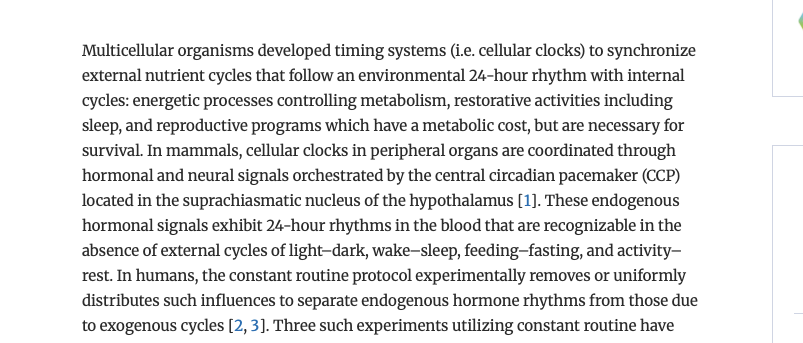 Multicellular organisms developed timing systems (i.e. cellular clocks) to synchronize
external nutrient cycles that follow an environmental 24-hour rhythm with internal
cycles: energetic processes controlling metabolism, restorative activities including
sleep, and reproductive programs which have a metabolic cost, but are necessary for
survival. In mammals, cellular clocks in peripheral organs are coordinated through
hormonal and neural signals orchestrated by the central circadian pacemaker (CCP)
located in the suprachiasmatic nucleus of the hypothalamus [1]. These endogenous
hormonal signals exhibit 24-hour rhythms in the blood that are recognizable in the
absence of external cycles of light–dark, wake–sleep, feeding–fasting, and activity–
rest. In humans, the constant routine protocol experimentally removes or uniformly
distributes such influences to separate endogenous hormone rhythms from those due
to exogenous cycles [2, 3]. Three such experiments utilizing constant routine have